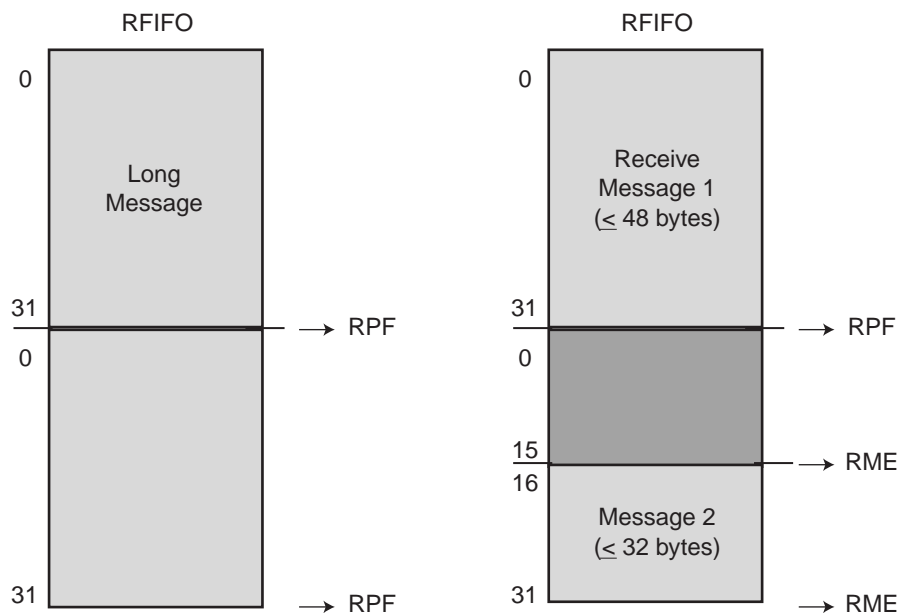 RFIFO
0
Long
Message
31
RPF
0
31
RPF
RFIFO
0
Receive
Message 1
(≤ 48 bytes)
31
RPF
0
15
RME
16
Message 2
(≤ 32 bytes)
31
RME